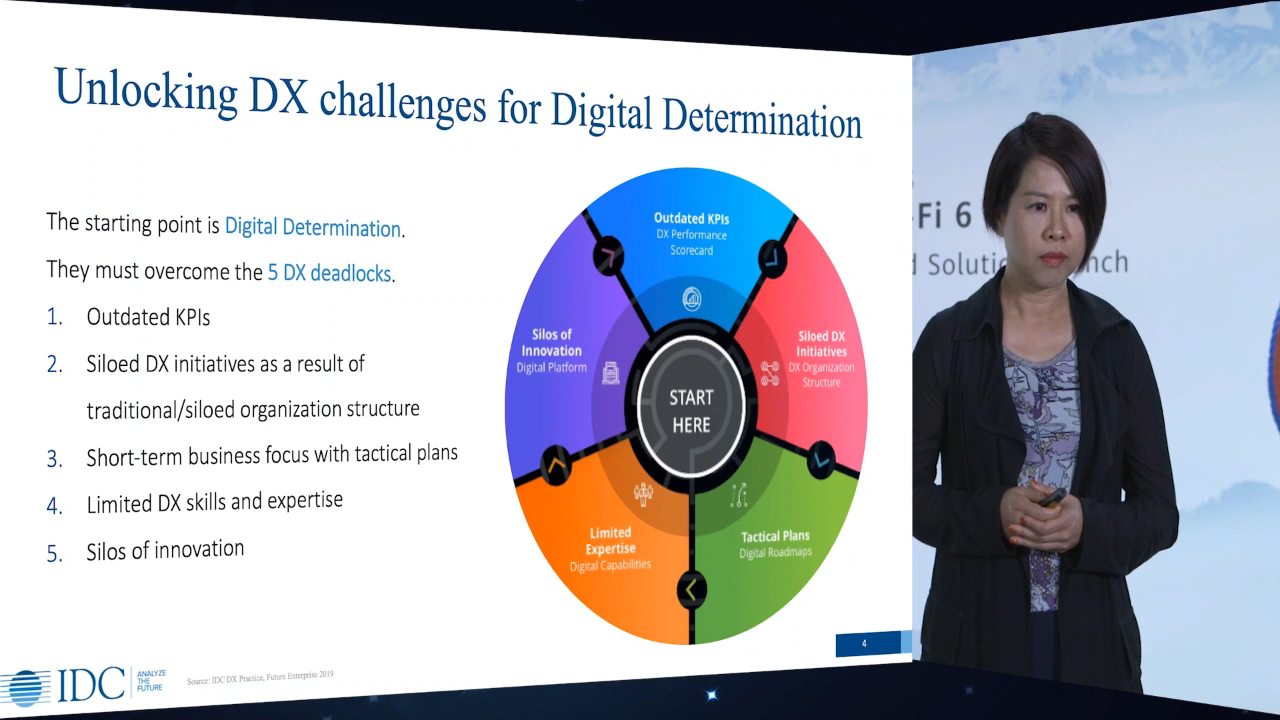 Unlocking DX challenges for Digital Determination
The starting point is Digital Determination.
They must overcome the 5 DX deadlocks.
1. Outdated KPIs
2. Siloed DX initiatives as a result of
traditional/siloed organization structure
3. Short-term business focus with tactical plans
4. Limited DX skills and expertise
5. Silos of innovation
Outdated KPIs
DX Performance
Scorecard
Siloed DX
Initiatives
DX Organization
Structure
Tactical Plans
Digital Roadmaps
Limited
Expertise
Digital Capabilities
Silos of
Innovation
Digital Platform
START
HERE
4
IDC
ANALYZE
THE
FUTURE
Source: IDC DX Practice, Future Enterprise 2019
-Fi 6